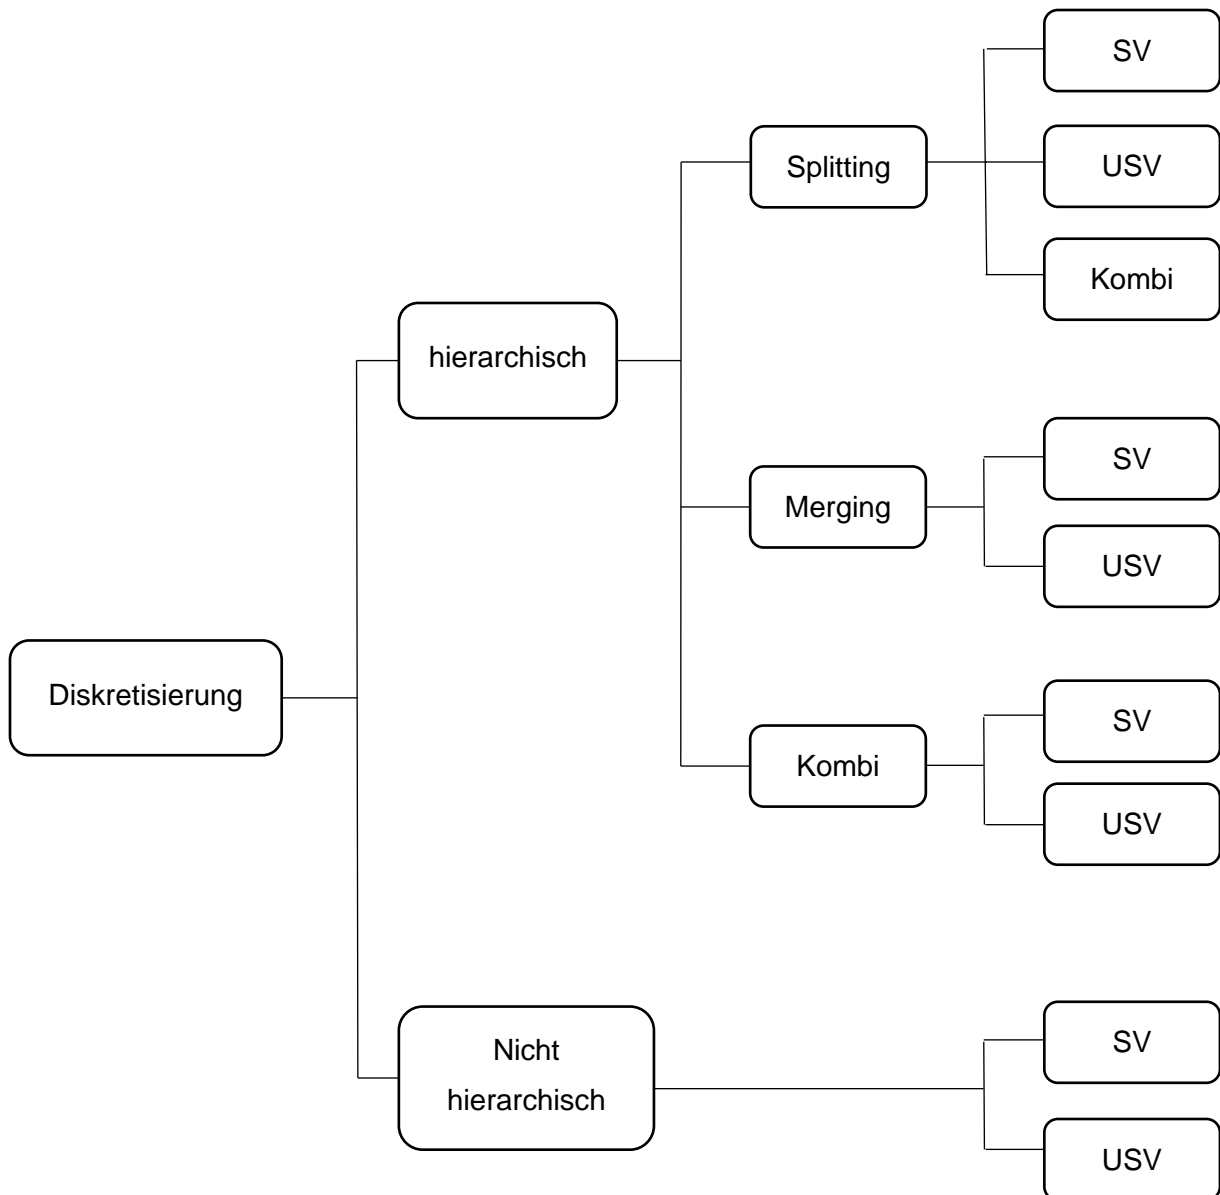 SV
Splitting
USV
Kombi
hierarchisch
SV
Merging
USV
Diskretisierung
SV
Kombi
USV
Nicht
hierarchisch
SV
USV